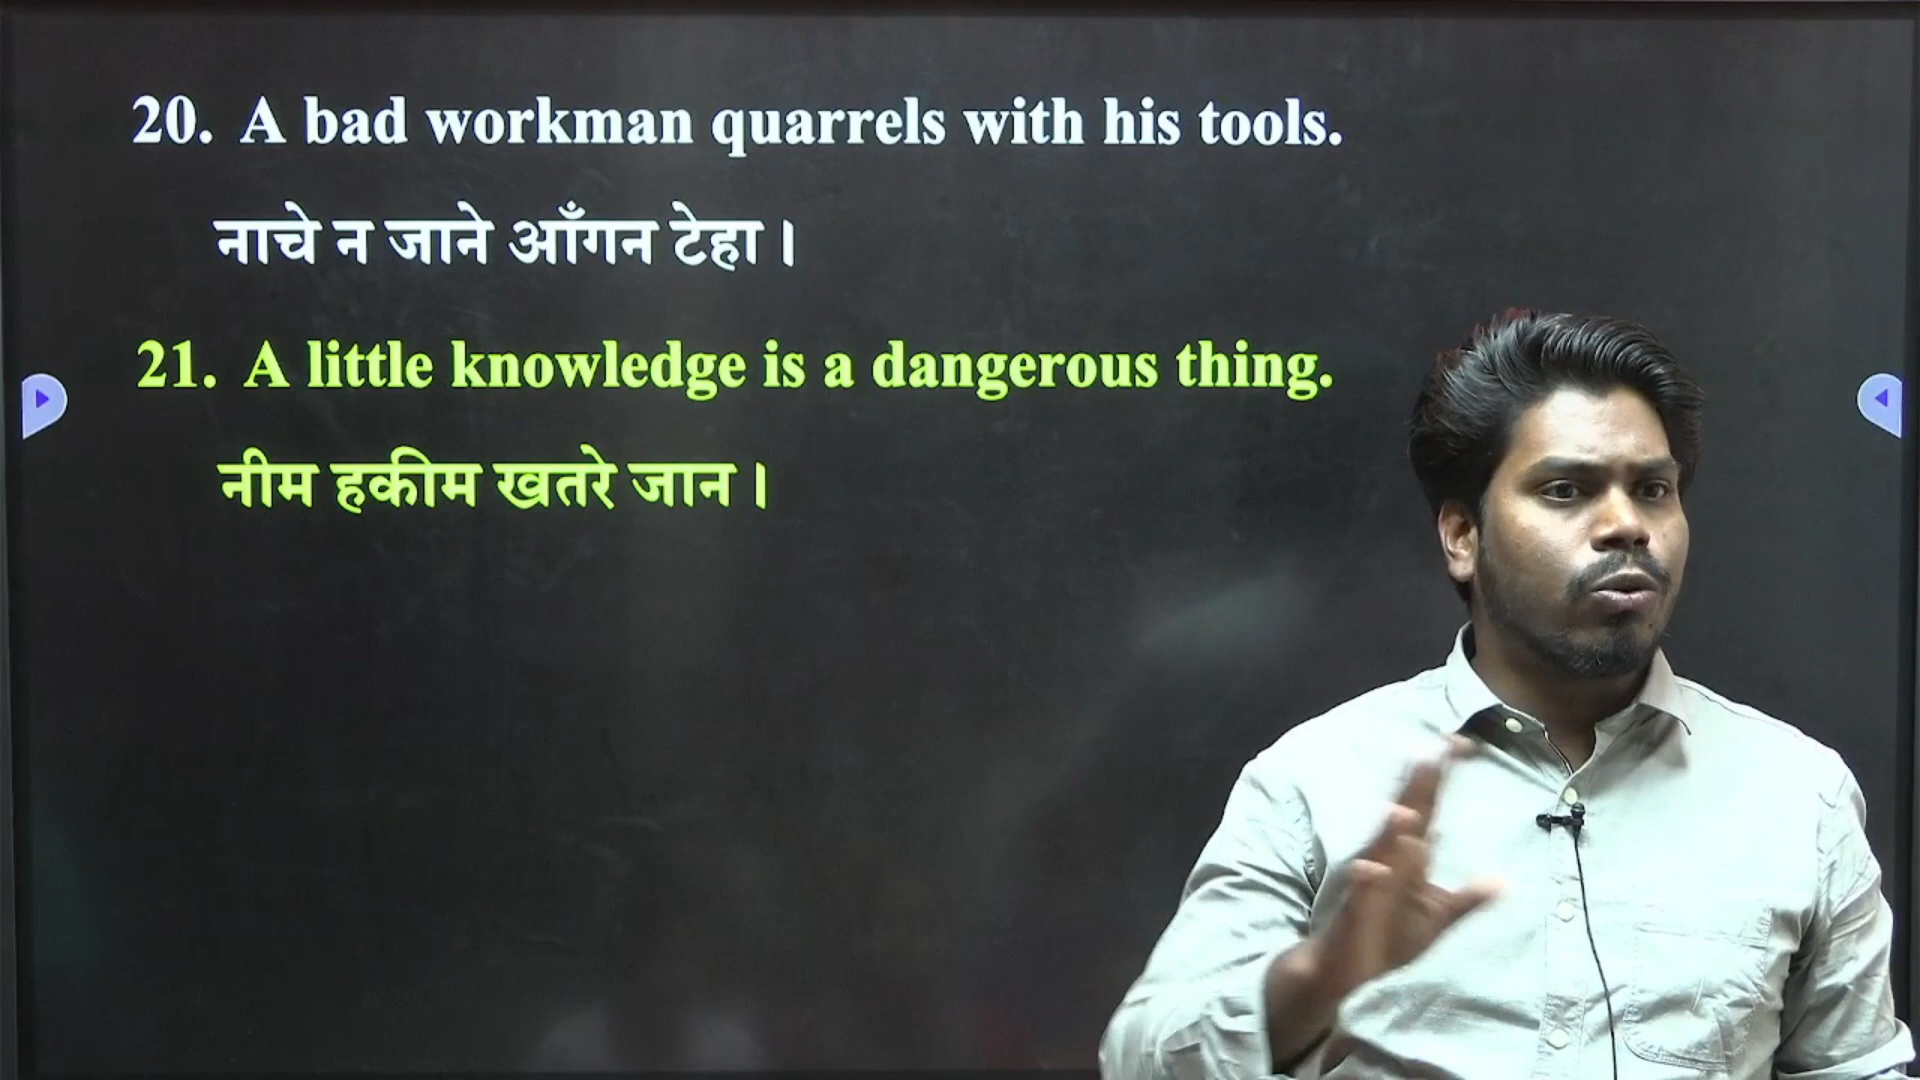 20. A bad workman quarrels with his tools.
नाचे न जाने आँगन टेहा।
21. A little knowledge is a dangerous thing.
नीम हकीम खतरे जान।